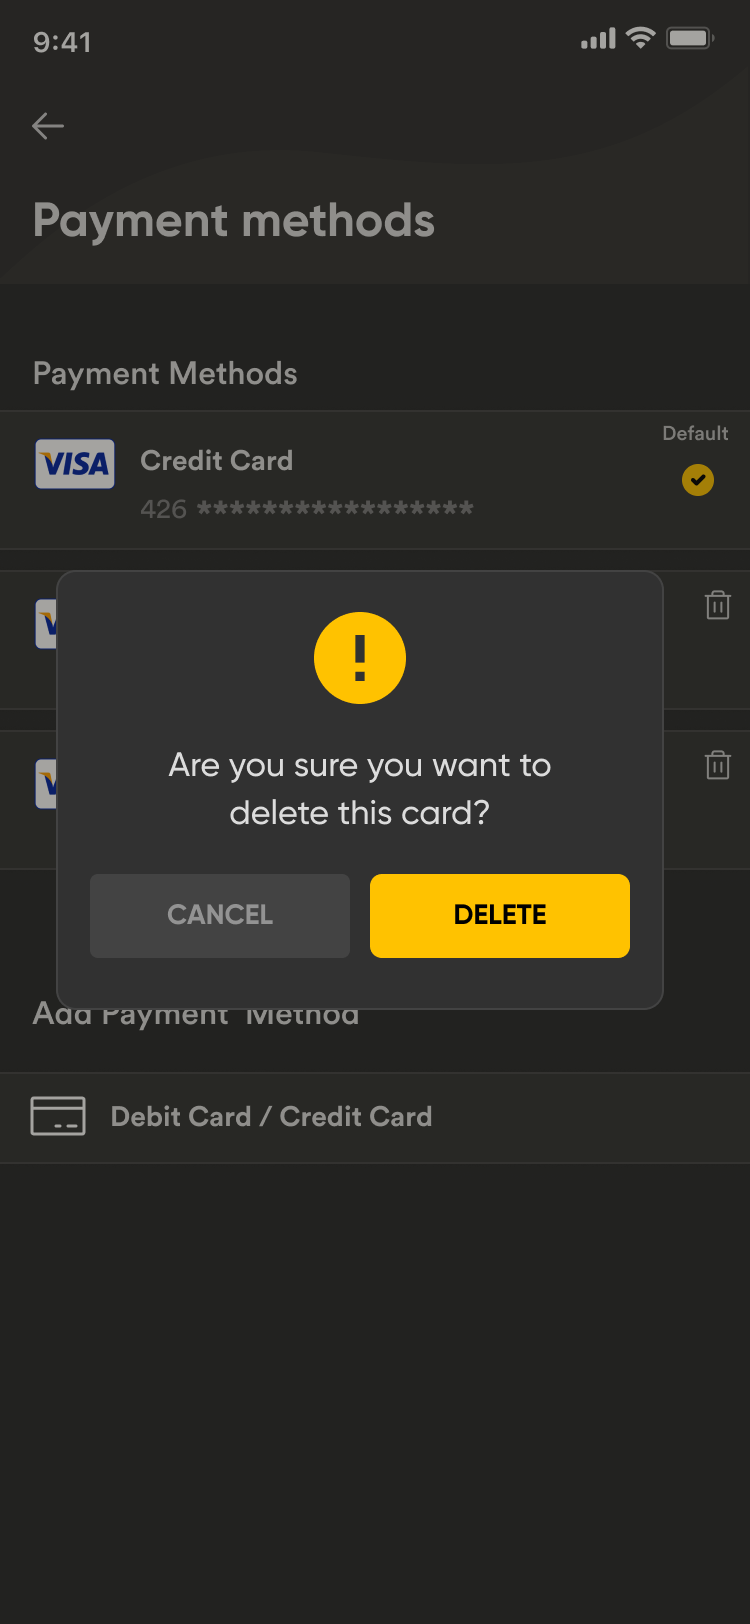 9:41
Payment methods
Payment Methods
Default
VISA
Credit Card
426 *****************
!
Are you sure you want to
delete this card?
CANCEL
DELETE
Add Payment Method
Debit Card / Credit Card